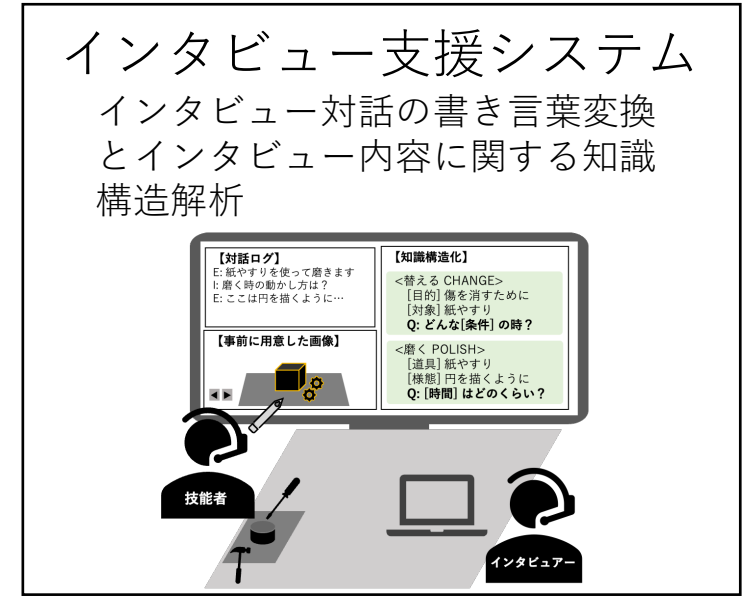 インタビュー支援システム
インタビュー対話の書き言葉変換
とインタビュー内容に関する知識
構造解析
【対話ログ】
E: 紙やすりを使って磨きます
I: 磨く時の動かし方は？
E: ここは円を描くように…
【事前に用意した画像】
【知識構造化】
<替える CHANGE>
[目的] 傷を消すために
[対象] 紙やすり
Q: どんな[条件] の時？
<磨く POLISH>
[道具] 紙やすり
[様態] 円を描くように
Q: [時間] はどのくらい？
技能者
インタビュアー